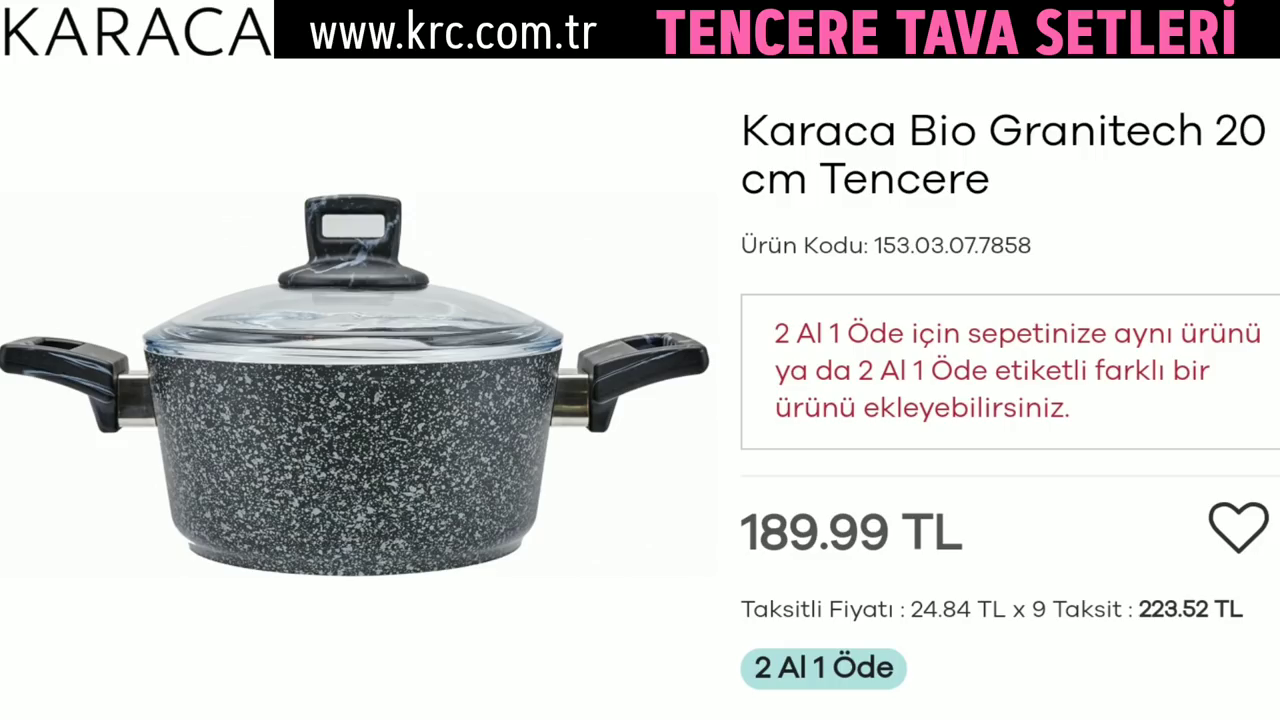 KARACA
www.krc.com.tr
TENCERE TAVA SETLERİ
Karaca Bio Granitech 20
cm Tencere
Ürün Kodu: 153.03.07.7858
2 Al 1 Öde için sepetinize aynı ürünü
ya da 2 Al 1 Öde etiketli farklı bir
ürünü ekleyebilirsiniz.
189.99 TL
Taksitli Fiyatı : 24.84 TL x 9 Taksit : 223.52 TL
2 Al 1 Öde